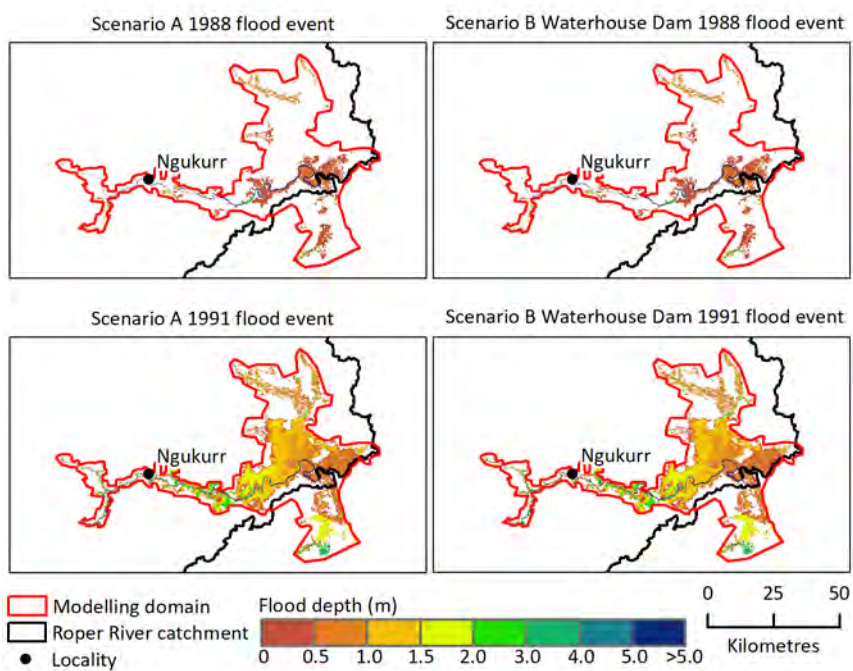 Scenario A 1988 flood event
Scenario B Waterhouse Dam 1988 flood event
Ngukurr
Ngukurr
Scenario A 1991 flood event
Scenario B Waterhouse Dam 1991 flood event
Ngukurr
Ngukurr
Modelling domain
Roper River catchment
Locality
Flood depth (m)
0 0.5 1.0 1.5 2.0 3.0 4.0 5.0 >5.0
0 25 50
Kilometres